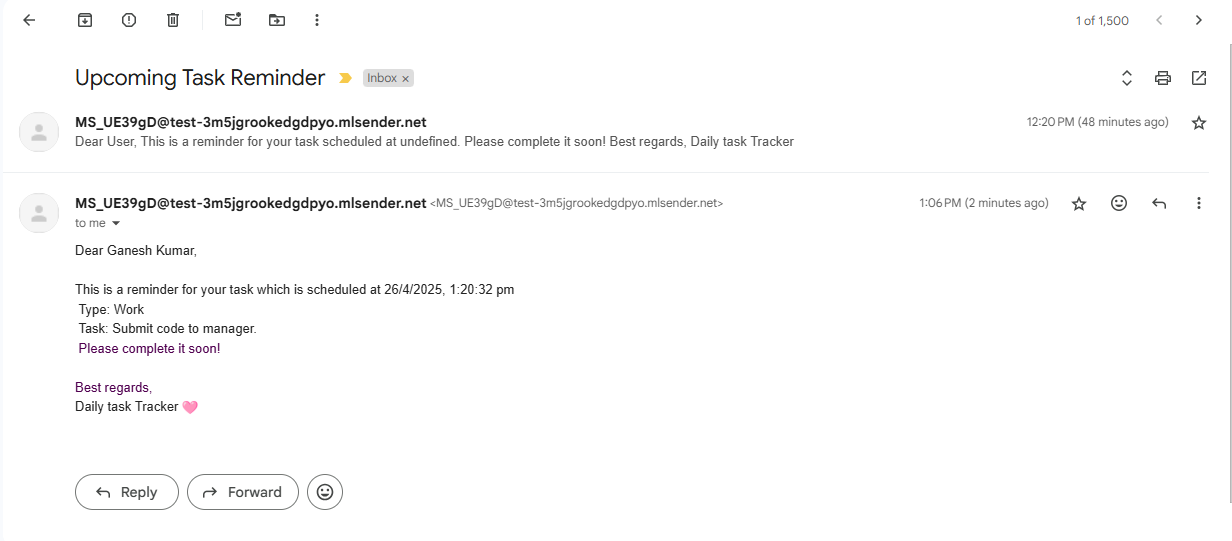 1 of 1,500
Upcoming Task Reminder
Inbox ×
MS_UE39gD@test-3m5jgrookedgdpyo.mlsender.net
12:20 PM (48 minutes ago)
Dear User, This is a reminder for your task scheduled at undefined. Please complete it soon! Best regards, Daily task Tracker
MS_UE39gD@test-3m5jgrookedgdpyo.mlsender.net <MS_UE39gD@test-3m5jgrookedgdpyo.mlsender.net>
1:06 PM (2 minutes ago)
to me
Dear Ganesh Kumar,
This is a reminder for your task which is scheduled at 26/4/2025, 1:20:32 pm
Type: Work
Task: Submit code to manager.
Please complete it soon!
Best regards,
Daily task Tracker 🩷
Reply
Forward